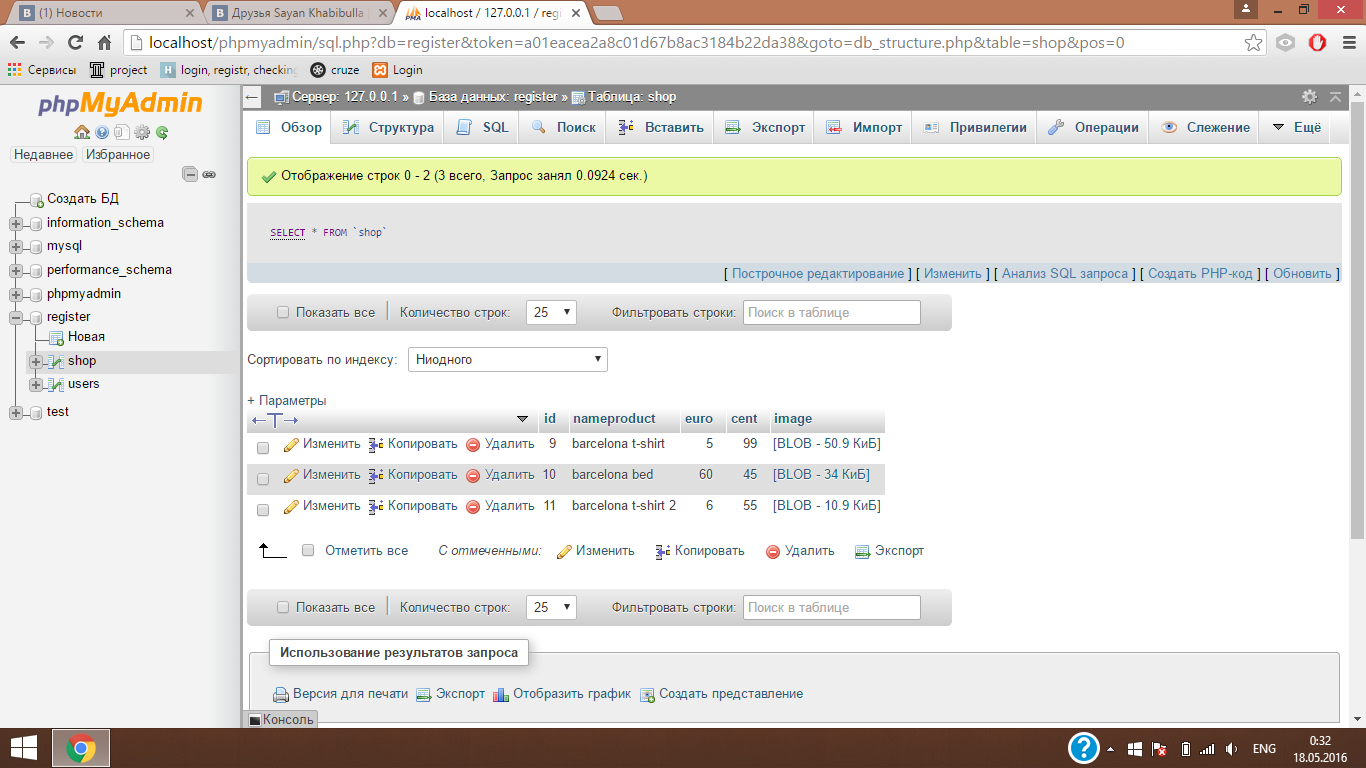 (1) Новости
Друзья Sayan Khabibulla
localhost / 127.0.0.1 / regi
localhost/phpmyadmin/sql.php?db=register&token=a01eacea2a8c01d67b8ac3184b22da38&goto=db_structure.php&table=shop&pos=0
Сервисы project login, registr, checking cruze Login
phpMyAdmin
Недавнее Избранное
Создать БД
information_schema
mysql
performance_schema
phpmyadmin
register
Новая
shop
users
test
Сервер: 127.0.0.1 » База данных: register » Таблица: shop
Обзор Структура SQL Поиск Вставить Экспорт Импорт Привилегии Операции Слежение Ещё
Отображение строк 0 - 2 (3 всего, Запрос занял 0.0924 сек.)
SELECT * FROM `shop`
[ Построчное редактирование ] [ Изменить ] [ Анализ SQL запроса ] [ Создать PHP-код ] [ Обновить ]
Показать все Количество строк: 25 Фильтровать строки: Поиск в таблице
Сортировать по индексу: Ниодного
+ Параметры
←T→ id nameproduct euro cent image
Изменить Копировать Удалить 9 barcelona t-shirt 5 99 [BLOB - 50.9 КиБ]
Изменить Копировать Удалить 10 barcelona bed 60 45 [BLOB - 34 КиБ]
Изменить Копировать Удалить 11 barcelona t-shirt 2 6 55 [BLOB - 10.9 КиБ]
Отметить все С отмеченными: Изменить Копировать Удалить Экспорт
Показать все Количество строк: 25 Фильтровать строки: Поиск в таблице
Использование результатов запроса
Версия для печати Экспорт Отобразить график Создать представление
Консоль
ENG
0:32
18.05.2016